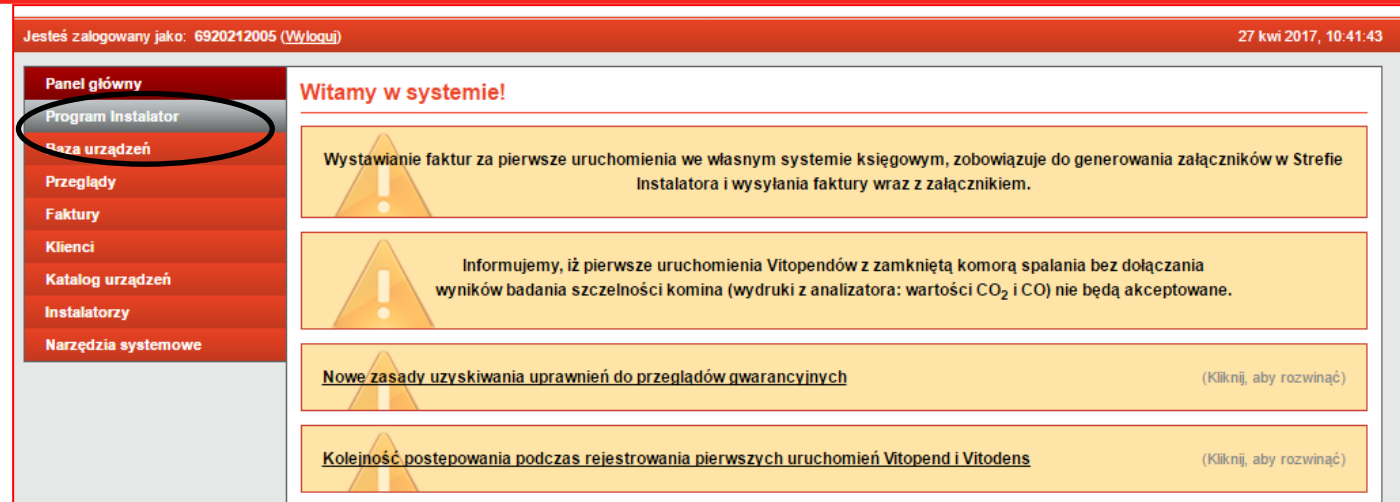 Jesteś zalogowany jako: 6920212005 (Wyloguj)
27 kwi 2017, 10:41:43
Panel główny
Program Instalator
Baza urządzeń
Przeglądy
Faktury
Klienci
Katalog urządzeń
Instalatorzy
Narzędzia systemowe
Witamy w systemie!
Wystawianie faktur za pierwsze uruchomienia we własnym systemie księgowym, zobowiązuje do generowania załączników w Strefie
Instalatora i wysyłania faktury wraz z załącznikiem.
Informujemy, iż pierwsze uruchomienia Vitopendów z zamkniętą komorą spalania bez dołączania
wyników badania szczelności komina (wydruki z analizatora: wartości CO₂ i CO) nie będą akceptowane.
Nowe zasady uzyskiwania uprawnień do przeglądów gwarancyjnych
(Kliknij, aby rozwinąć)
Kolejność postępowania podczas rejestrowania pierwszych uruchomień Vitopend i Vitodens
(Kliknij, aby rozwinąć)